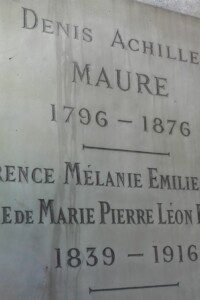 DENIS ACHILLE
MAURE
1796 – 1876
RENCE MÉLANIE EMILIE
E DE MARIE PIERRE LÉON
1839 – 1916